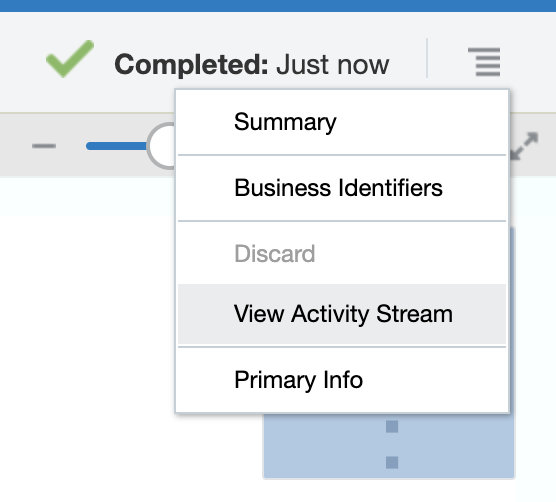 Completed: Just now
Summary
Business Identifiers
Discard
View Activity Stream
Primary Info